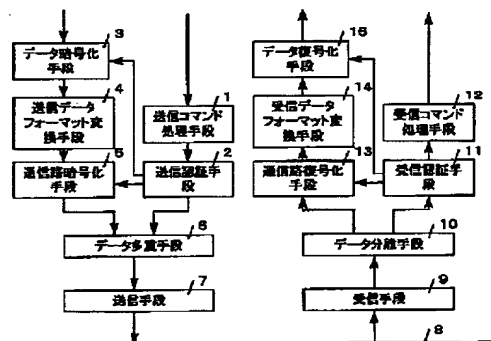 3
データ暗号化
手段
4
送信データ
フォーマット変
換手段
5
通信路暗号化
手段
1
送信コマンド
処理手段
2
送信認証手
段
6
データ多重手段
7
送信手段
15
データ復号化
手段
14
受信データ
フォーマット変
換手段
13
通信路復号化
手段
12
受信コマンド
処理手段
11
受信認証手
段
10
データ分離手段
9
受信手段
8